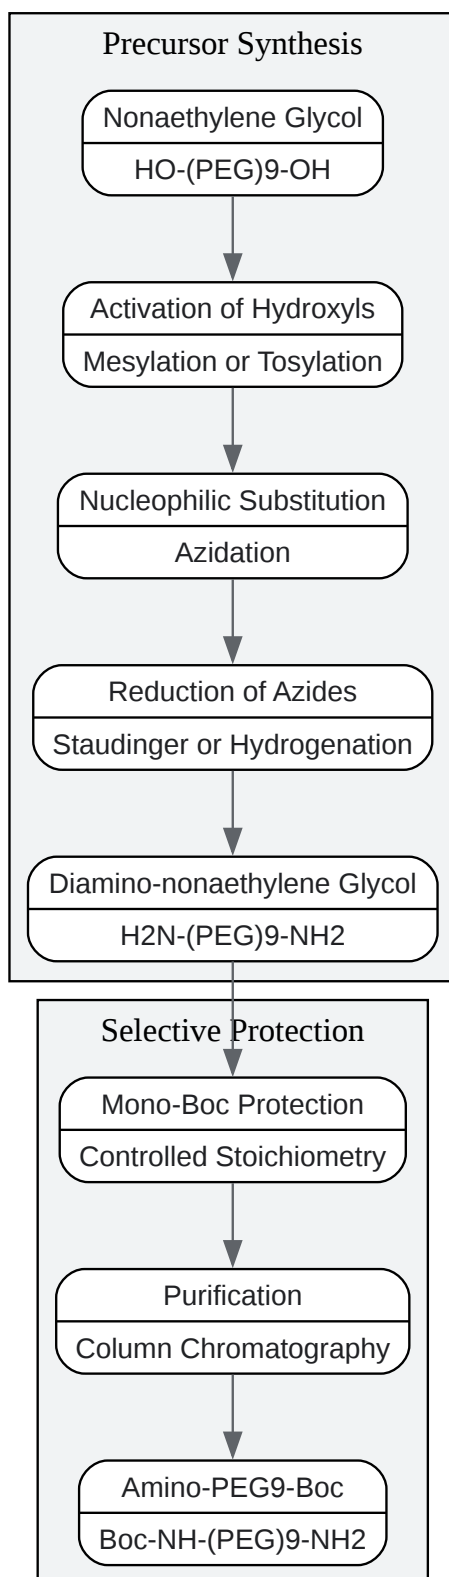 Precursor Synthesis
Nonaethylene Glycol
HO-(PEG)9-OH
Activation of Hydroxyls
Mesylation or Tosylation
Nucleophilic Substitution
Azidation
Reduction of Azides
Staudinger or Hydrogenation
Diamino-nonaethylene Glycol
H2N-(PEG)9-NH2
Selective Protection
Mono-Boc Protection
Controlled Stoichiometry
Purification
Column Chromatography
Amino-PEG9-Boc
Boc-NH-(PEG)9-NH2